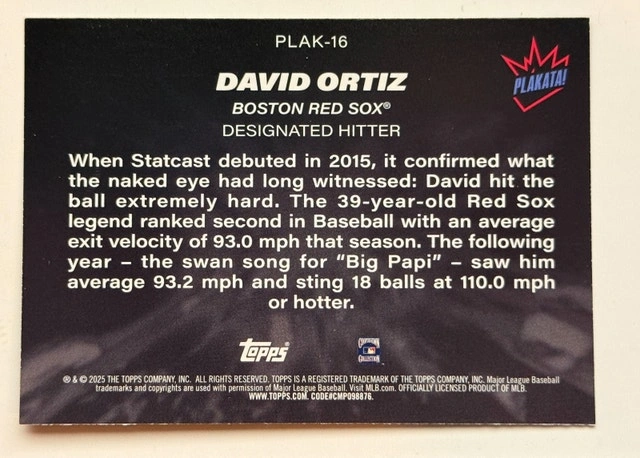 PLAK-16
PLÁKATA!
DAVID ORTIZ
BOSTON RED SOX®
DESIGNATED HITTER
When Statcast debuted in 2015, it confirmed what
the naked eye had long witnessed: David hit the
ball extremely hard. The 39-year-old Red Sox
legend ranked second in Baseball with an average
exit velocity of 93.0 mph that season. The following
year – the swan song for "Big Papi" – saw him
average 93.2 mph and sting 18 balls at 110.0 mph
or hotter.
Topps®
COOPERSTOWN
COLLECTION
® & © 2025 THE TOPPS COMPANY, INC. ALL RIGHTS RESERVED. TOPPS IS A REGISTERED TRADEMARK OF THE TOPPS COMPANY, INC. Major League Baseball
trademarks and copyrights are used with permission of Major League Baseball. Visit MLB.com. OFFICIALLY LICENSED PRODUCT OF MLB.
WWW.TOPPS.COM. CODE#CMP098876.